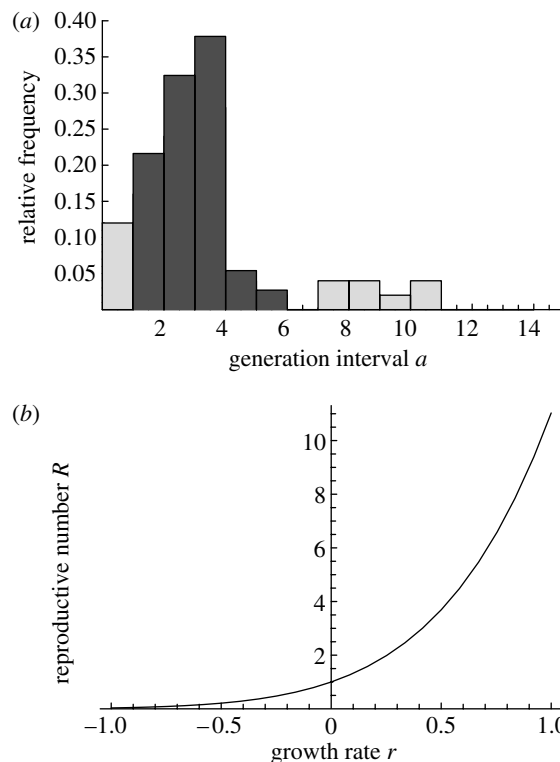 (a)
0.40
0.35
0.30
0.25
0.20
0.15
0.10
0.05
relative frequency
2 4 6 8 10 12 14
generation interval a
(b)
10
8
6
4
2
reproductive number R
−1.0 −0.5 0 0.5 1.0
growth rate r